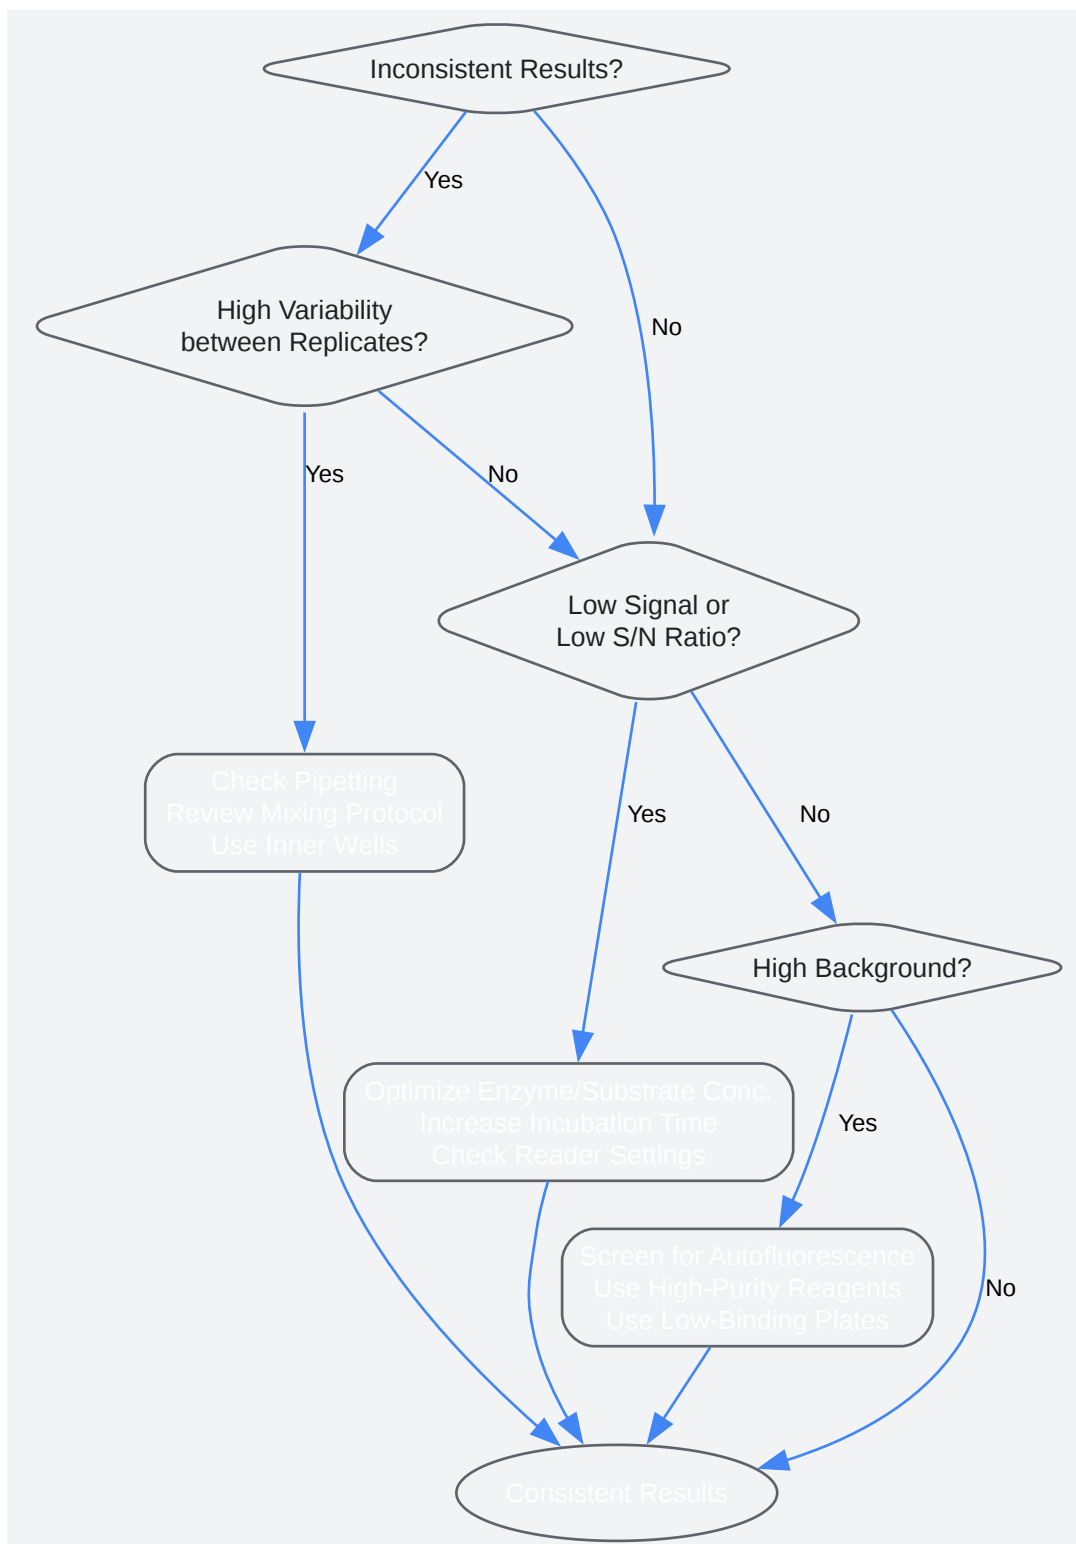 Inconsistent Results?
Yes
High Variability
between Replicates?
No
Yes
No
Low Signal or
Low S/N Ratio?
Check Pipetting
Review Mixing Protocol
Use Inner Wells
Yes
No
High Background?
Optimize Enzyme/Substrate Conc.
Increase Incubation Time
Check Reader Settings
Yes
Screen for Autofluorescence
Use High-Purity Reagents
Use Low-Binding Plates
No
Consistent Results